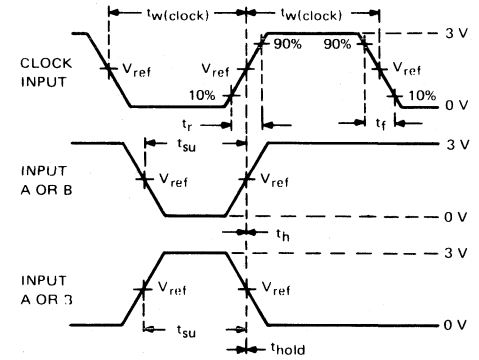 tw(clock) tw(clock)
90% 90% 3 V
CLOCK INPUT
Vref Vref Vref
10% 10%
0 V
tr tf
tsu 3 V
INPUT A OR B
Vref Vref
0 V
th
3 V
INPUT A OR 3
Vref Vref
tsu 0 V
thold